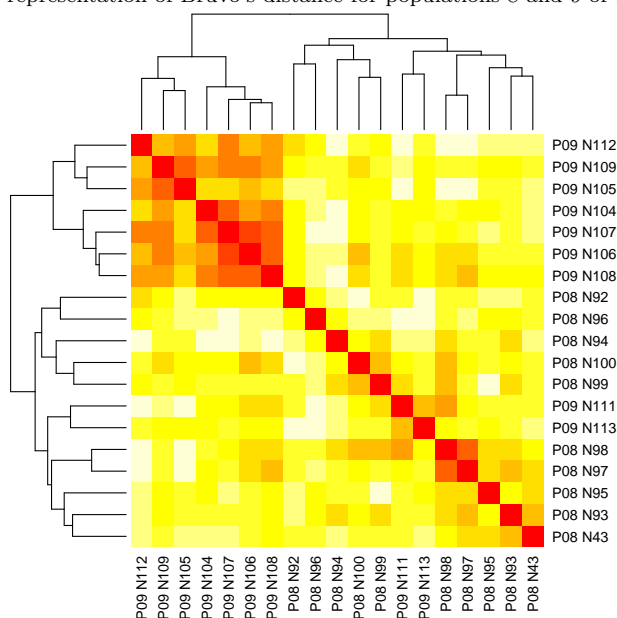 representation of Bravo's distance for populations 8 and 9 of
P09 N112
P09 N109
P09 N105
P09 N104
P09 N107
P09 N106
P09 N108
P08 N92
P08 N96
P08 N94
P08 N100
P08 N99
P09 N111
P09 N113
P08 N98
P08 N97
P08 N95
P08 N93
P08 N43
P09 N112
P09 N109
P09 N105
P09 N104
P09 N107
P09 N106
P09 N108
P08 N92
P08 N96
P08 N94
P08 N100
P08 N99
P09 N111
P09 N113
P08 N98
P08 N97
P08 N95
P08 N93
P08 N43